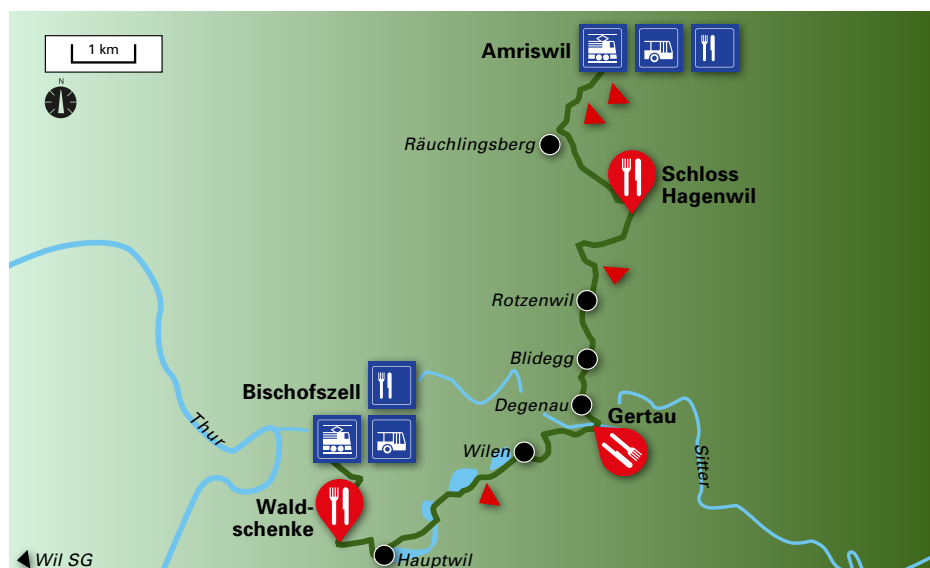 1 km
N
Amriswil
Räuchlingsberg
Schloss
Hagenwil
Rotzenwil
Blidegg
Bischofszell
Degenau
Gertau
Thur
Wilen
Sitter
Wald-
schenke
Hauptwil
Wil SG